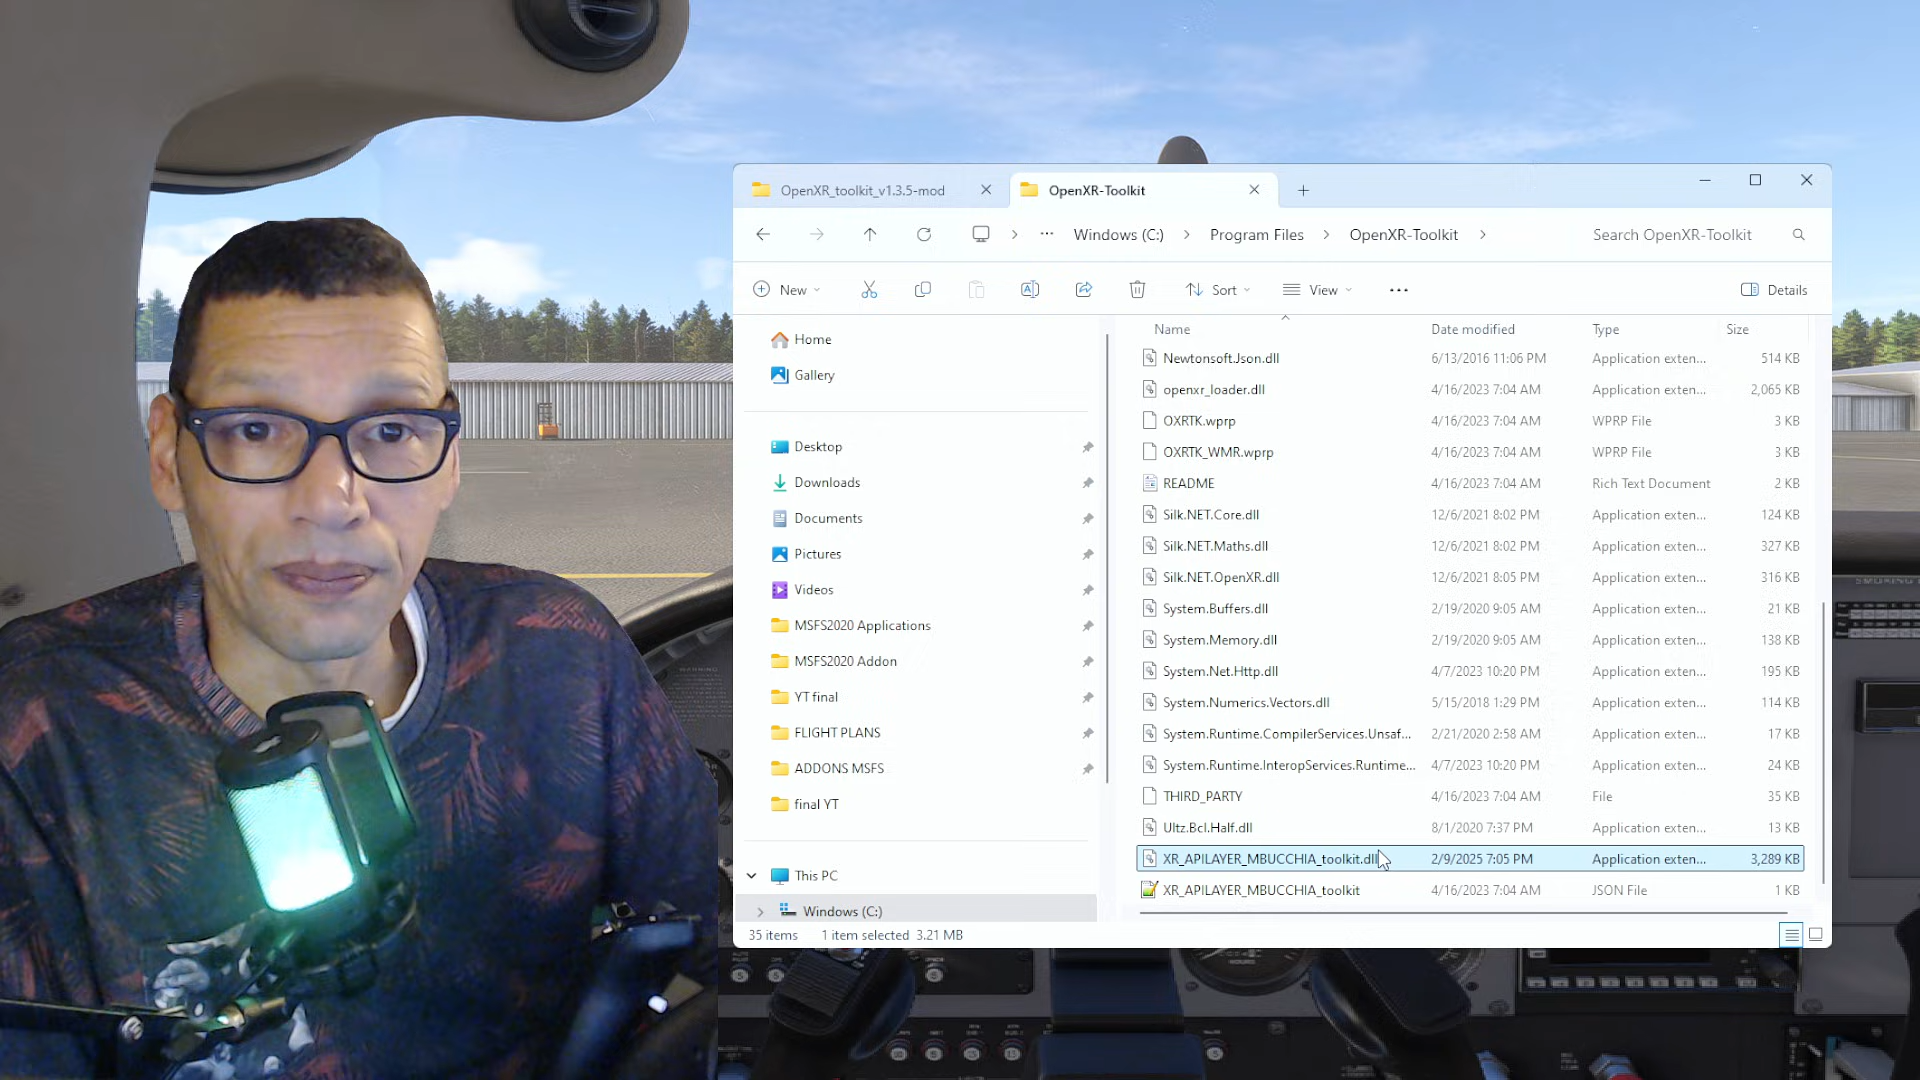 OpenXR_toolkit_v1.3.5-mod
OpenXR-Toolkit
Windows (C:) Program Files OpenXR-Toolkit
Search OpenXR-Toolkit
New Sort View Details
Home
Gallery
Desktop
Downloads
Documents
Pictures
Videos
MSFS2020 Applications
MSFS2020 Addon
YT final
FLIGHT PLANS
ADDONS MSFS
final YT
This PC
Windows (C:)
Name Date modified Type Size
Newtonsoft.Json.dll 6/13/2016 11:06 PM Application exten... 514 KB
openxr_loader.dll 4/16/2023 7:04 AM Application exten... 2,065 KB
OXRTK.wprp 4/16/2023 7:04 AM WPRP File 3 KB
OXRTK_WMR.wprp 4/16/2023 7:04 AM WPRP File 3 KB
README 4/16/2023 7:04 AM Rich Text Document 2 KB
Silk.NET.Core.dll 12/6/2021 8:02 PM Application exten... 124 KB
Silk.NET.Maths.dll 12/6/2021 8:02 PM Application exten... 327 KB
Silk.NET.OpenXR.dll 12/6/2021 8:05 PM Application exten... 316 KB
System.Buffers.dll 2/19/2020 9:05 AM Application exten... 21 KB
System.Memory.dll 2/19/2020 9:05 AM Application exten... 138 KB
System.Net.Http.dll 4/7/2023 10:20 PM Application exten... 195 KB
System.Numerics.Vectors.dll 5/15/2018 1:29 PM Application exten... 114 KB
System.Runtime.CompilerServices.Unsaf... 2/21/2020 2:58 AM Application exten... 17 KB
System.Runtime.InteropServices.Runtime... 4/7/2023 10:20 PM Application exten... 24 KB
THIRD_PARTY 4/16/2023 7:04 AM File 35 KB
Ultz.Bcl.Half.dll 8/1/2020 7:37 PM Application exten... 13 KB
XR_APILAYER_MBUCCHIA_toolkit.dll 2/9/2025 7:05 PM Application exten... 3,289 KB
XR_APILAYER_MBUCCHIA_toolkit 4/16/2023 7:04 AM JSON File 1 KB
35 items 1 item selected 3.21 MB